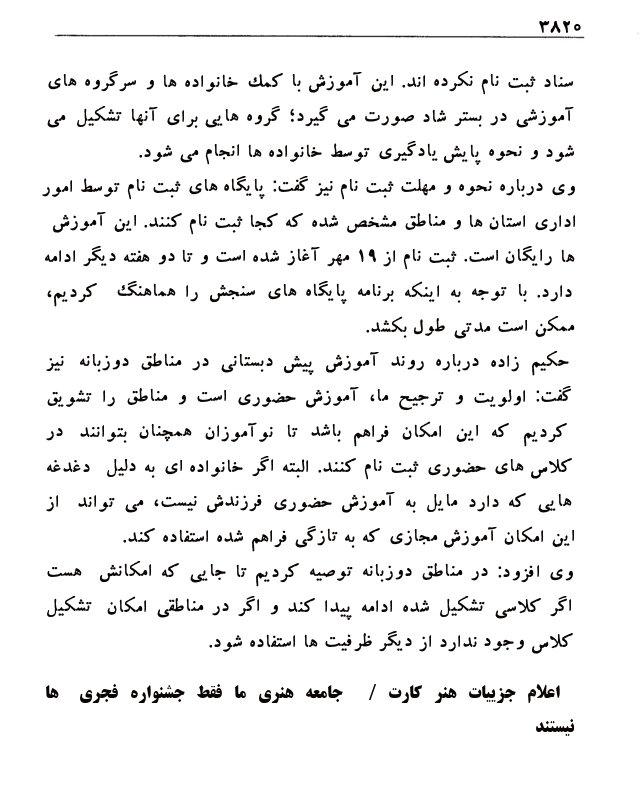 ۳۸۲۰
سناد ثبت نام نکرده اند. این آموزش با کمك خانواده ها و سرگروه های
آموزشی در بستر شاد صورت می گیرد؛ گروه هایی برای آنها تشکیل می
شود و نحوه پایش یادگیری توسط خانواده ها انجام می شود.
وی درباره نحوه و مهلت ثبت نام نیز گفت: پایگاه های ثبت نام توسط امور
اداری استان ها و مناطق مشخص شده که کجا ثبت نام کنند. این آموزش
ها رایگان است. ثبت نام از ۱۹ مهر آغاز شده است و تا دو هفته دیگر ادامه
دارد. با توجه به اینکه برنامه پایگاه های سنجش را هماهنگ کردیم،
ممکن است مدتی طول بکشد.
حکیم زاده درباره روند آموزش پیش دبستانی در مناطق دوزبانه نیز
گفت: اولویت و ترجیح ما، آموزش حضوری است و مناطق را تشویق
کردیم که این امکان فراهم باشد تا نوآموزان همچنان بتوانند در
کلاس های حضوری ثبت نام کنند. البته اگر خانواده ای به دلیل دغدغه
هایی که دارد مایل به آموزش حضوری فرزندش نیست، می تواند از
این امکان آموزش مجازی که به تازگی فراهم شده استفاده کند.
وی افزود: در مناطق دوزبانه توصیه کردیم تا جایی که امکانش هست
اگر کلاسی تشکیل شده ادامه پیدا کند و اگر در مناطقی امکان تشکیل
کلاس وجود ندارد از دیگر ظرفیت ها استفاده شود.
اعلام جزییات هنر کارت / جامعه هنری ما فقط جشنواره فجری ها
نیستند